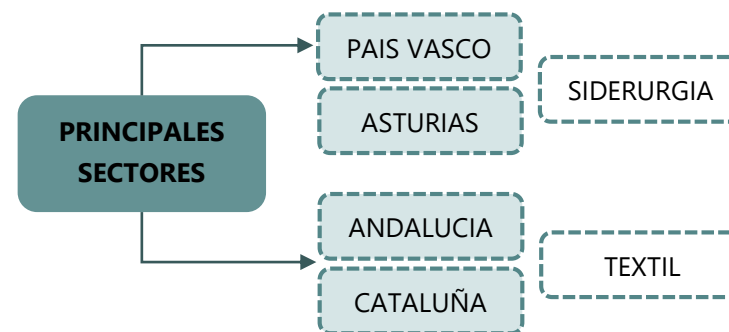 PRINCIPALES
SECTORES
PAIS VASCO
ASTURIAS
SIDERURGIA
ANDALUCIA
CATALUÑA
TEXTIL